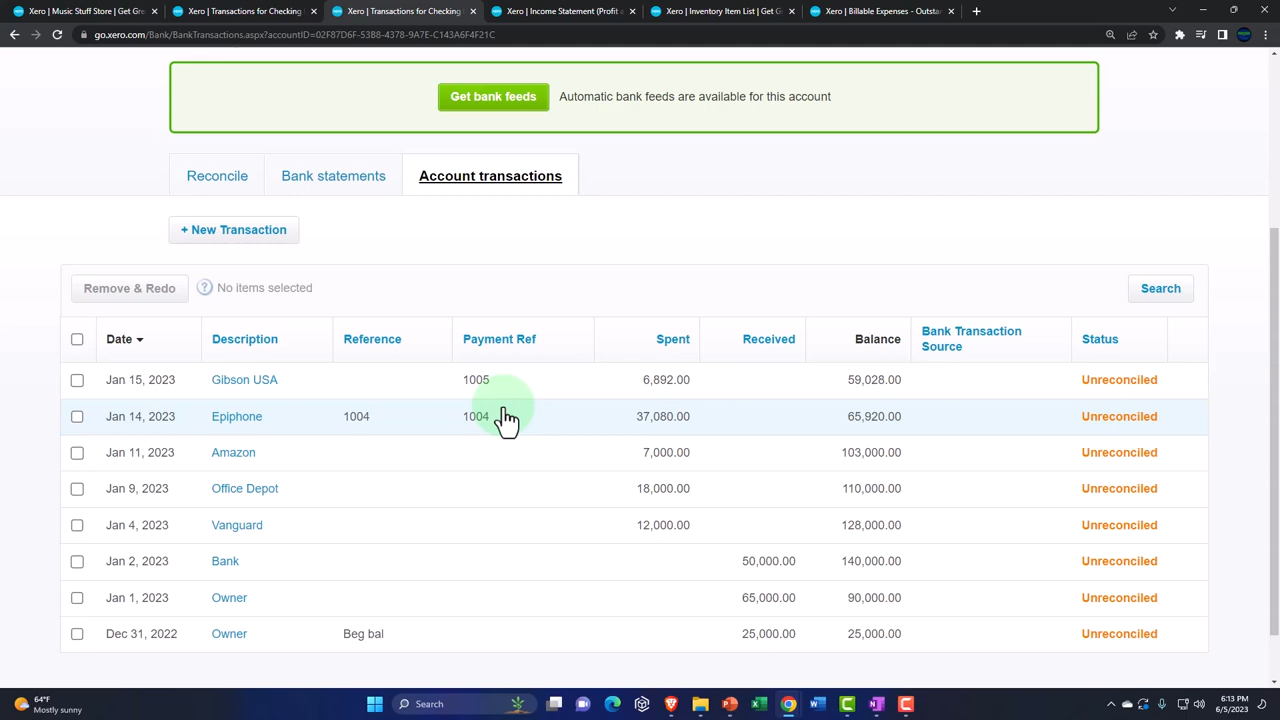 Xero | Music Stuff Store | Get Gre
Xero | Transactions for Checking
Xero | Transactions for Checking
Xero | Income Statement (Profit a
Xero | Inventory Item List | Get G
Xero | Billable Expenses - Outstar
go.xero.com/Bank/BankTransactions.aspx?accountID=02F87D6F-53B8-4378-9A7E-C143A6F4F21C
Get bank feeds Automatic bank feeds are available for this account
Reconcile Bank statements Account transactions
+ New Transaction
Remove & Redo ? No items selected Search
Date Description Reference Payment Ref Spent Received Balance Bank Transaction Source Status
Jan 15, 2023 Gibson USA 1005 6,892.00 59,028.00 Unreconciled
Jan 14, 2023 Epiphone 1004 1004 37,080.00 65,920.00 Unreconciled
Jan 11, 2023 Amazon 7,000.00 103,000.00 Unreconciled
Jan 9, 2023 Office Depot 18,000.00 110,000.00 Unreconciled
Jan 4, 2023 Vanguard 12,000.00 128,000.00 Unreconciled
Jan 2, 2023 Bank 50,000.00 140,000.00 Unreconciled
Jan 1, 2023 Owner 65,000.00 90,000.00 Unreconciled
Dec 31, 2022 Owner Beg bal 25,000.00 25,000.00 Unreconciled
64°F
Mostly sunny
Search
6:13 PM
6/5/2023